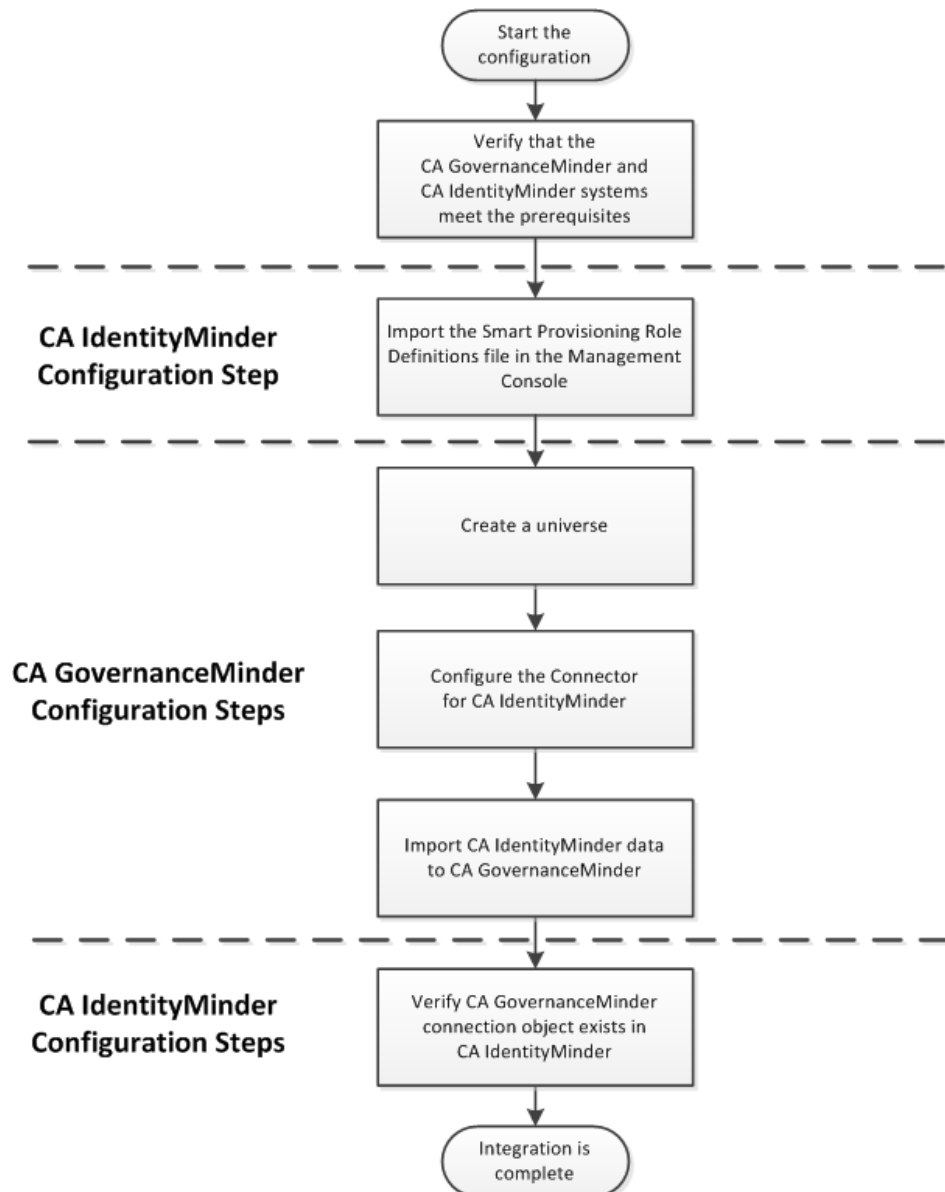 Start the
configuration
Verify that the
CA GovernanceMinder and
CA IdentityMinder systems
meet the prerequisites
CA IdentityMinder
Configuration Step
Import the Smart Provisioning Role
Definitions file in the Management
Console
Create a universe
CA GovernanceMinder
Configuration Steps
Configure the Connector
for CA IdentityMinder
Import CA IdentityMinder data
to CA GovernanceMinder
CA IdentityMinder
Configuration Steps
Verify CA GovernanceMinder
connection object exists in
CA IdentityMinder
Integration is
complete